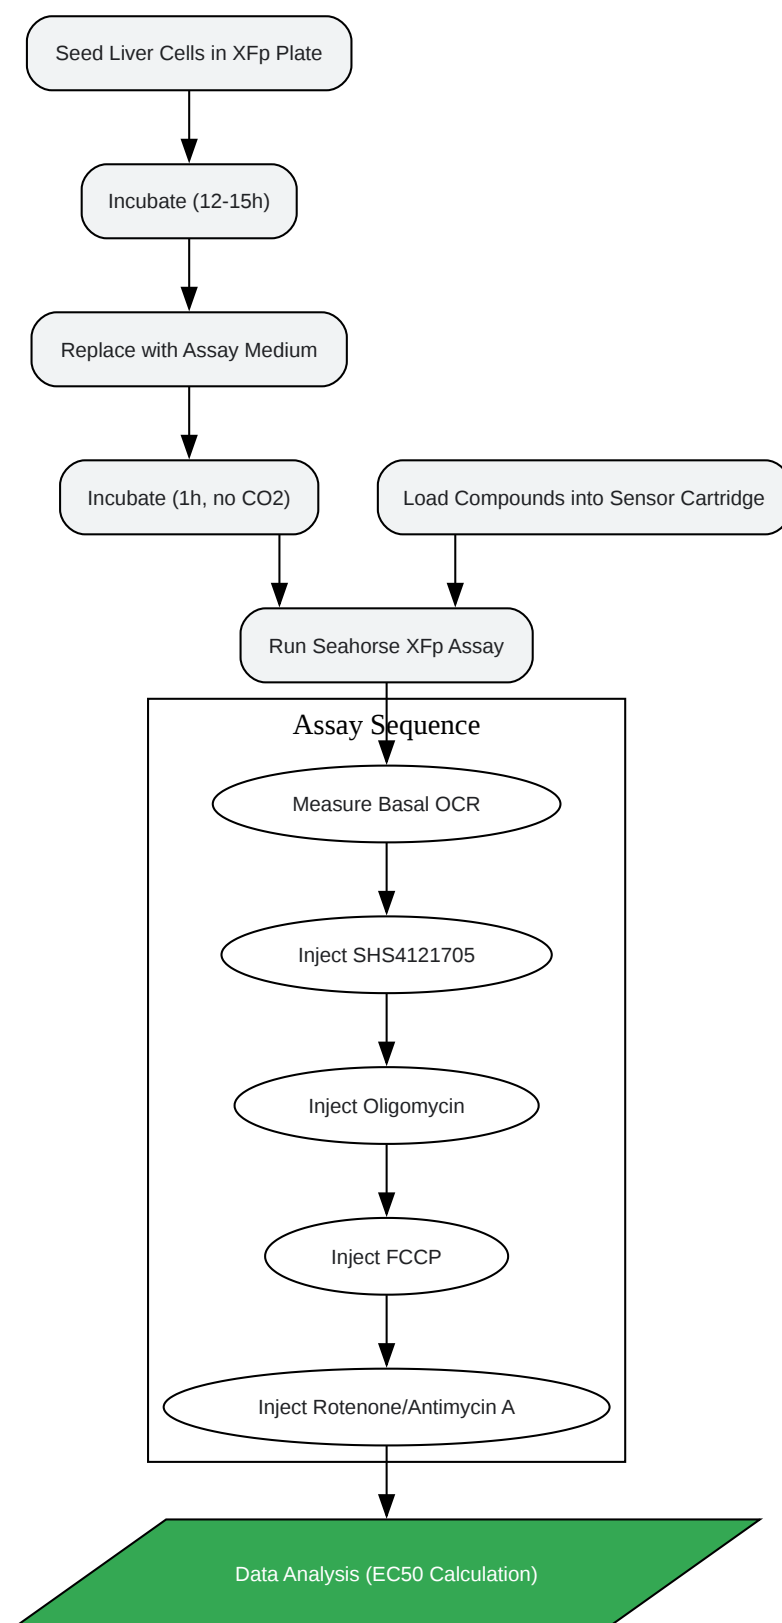 Seed Liver Cells in XFp Plate
Incubate (12-15h)
Replace with Assay Medium
Incubate (1h, no CO2)
Load Compounds into Sensor Cartridge
Run Seahorse XFp Assay
Assay Sequence
Measure Basal OCR
Inject SHS4121705
Inject Oligomycin
Inject FCCP
Inject Rotenone/Antimycin A
Data Analysis (EC50 Calculation)